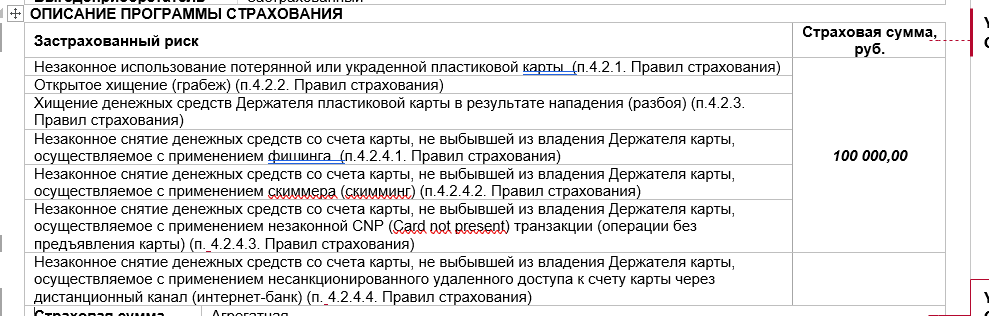 ОПИСАНИЕ ПРОГРАММЫ СТРАХОВАНИЯ
Застрахованный риск
Страховая сумма,
руб.
Незаконное использование потерянной или украденной пластиковой карты (п.4.2.1. Правил страхования)
Открытое хищение (грабеж) (п.4.2.2. Правил страхования)
Хищение денежных средств Держателя пластиковой карты в результате нападения (разбоя) (п.4.2.3.
Правил страхования)
Незаконное снятие денежных средств со счета карты, не выбывшей из владения Держателя карты,
осуществляемое с применением фишинга (п.4.2.4.1. Правил страхования)
Незаконное снятие денежных средств со счета карты, не выбывшей из владения Держателя карты,
осуществляемое с применением скиммера (скимминг) (п.4.2.4.2. Правил страхования)
Незаконное снятие денежных средств со счета карты, не выбывшей из владения Держателя карты,
осуществляемое с применением незаконной CNP (Card not present) транзакции (операции без
предъявления карты) (п. 4.2.4.3. Правил страхования)
100 000,00
Незаконное снятие денежных средств со счета карты, не выбывшей из владения Держателя карты,
осуществляемое с применением несанкционированного удаленного доступа к счету карты через
дистанционный канал (интернет-банк) (п. 4.2.4.4. Правил страхования)
Страховая сумма
Агрегатная